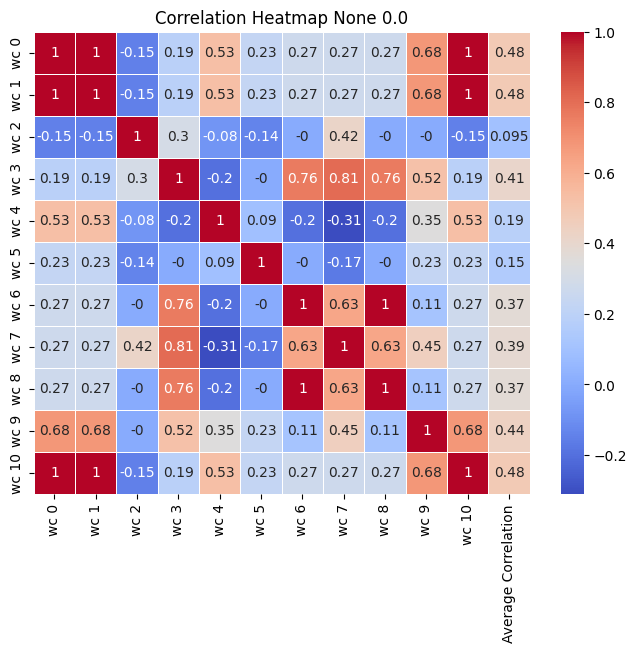 Correlation Heatmap None 0.0
wc 0 1 1 -0.15 0.19 0.53 0.23 0.27 0.27 0.27 0.68 1 0.48
wc 1 1 1 -0.15 0.19 0.53 0.23 0.27 0.27 0.27 0.68 1 0.48
wc 2 -0.15 -0.15 1 0.3 -0.08 -0.14 -0 0.42 -0 -0 -0.15 0.095
wc 3 0.19 0.19 0.3 1 -0.2 -0 0.76 0.81 0.76 0.52 0.19 0.41
wc 4 0.53 0.53 -0.08 -0.2 1 0.09 -0.2 -0.31 -0.2 0.35 0.53 0.19
wc 5 0.23 0.23 -0.14 -0 0.09 1 -0 -0.17 -0 0.23 0.23 0.15
wc 6 0.27 0.27 -0 0.76 -0.2 -0 1 0.63 1 0.11 0.27 0.37
wc 7 0.27 0.27 0.42 0.81 -0.31 -0.17 0.63 1 0.63 0.45 0.27 0.39
wc 8 0.27 0.27 -0 0.76 -0.2 -0 1 0.63 1 0.11 0.27 0.37
wc 9 0.68 0.68 -0 0.52 0.35 0.23 0.11 0.45 0.11 1 0.68 0.44
wc 10 1 1 -0.15 0.19 0.53 0.23 0.27 0.27 0.27 0.68 1 0.48
wc 0 wc 1 wc 2 wc 3 wc 4 wc 5 wc 6 wc 7 wc 8 wc 9 wc 10 Average Correlation
1.0
0.8
0.6
0.4
0.2
0.0
−0.2